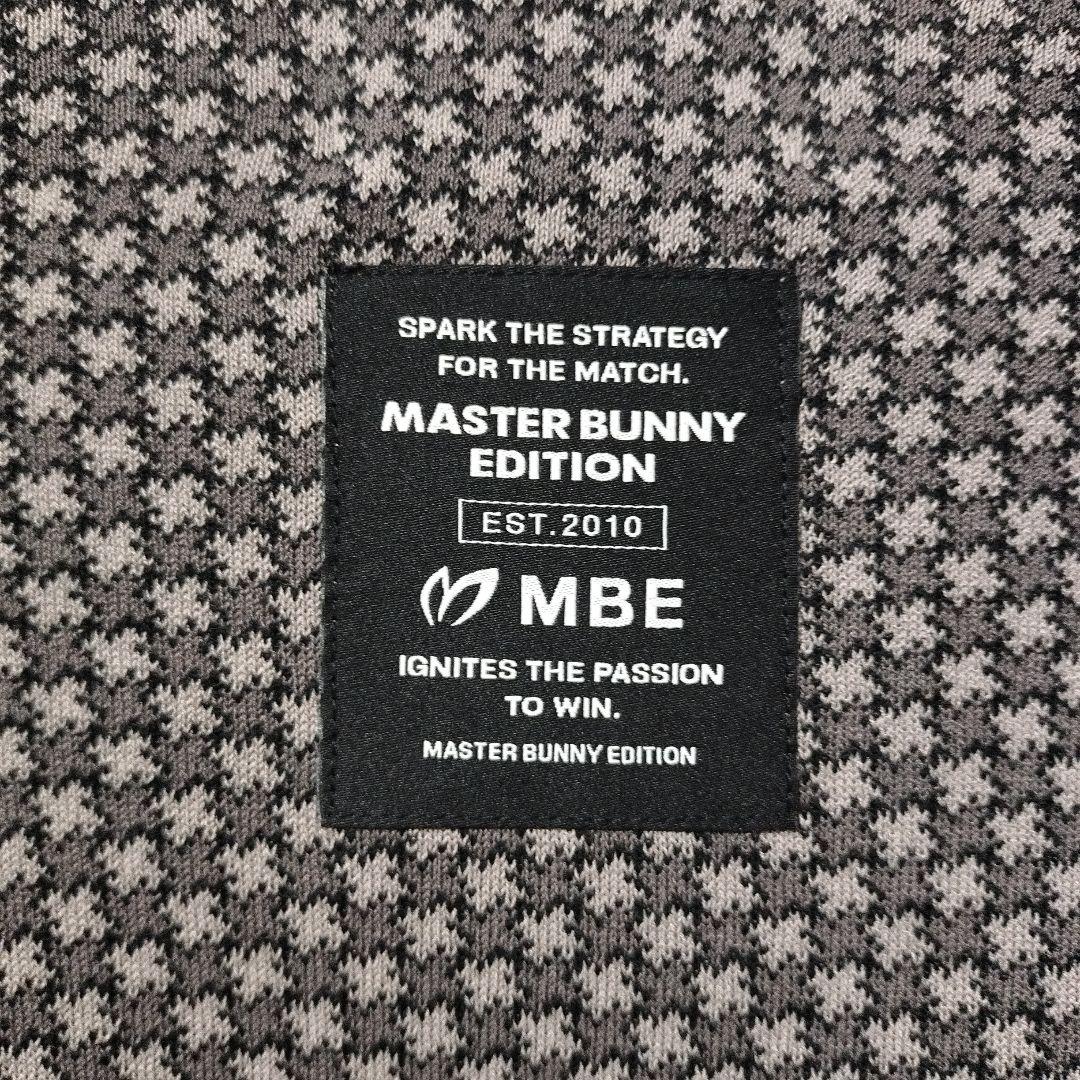 SPARK THE STRATEGY
FOR THE MATCH.
MASTER BUNNY
EDITION
EST.2010
MBE
IGNITES THE PASSION
TO WIN.
MASTER BUNNY EDITION